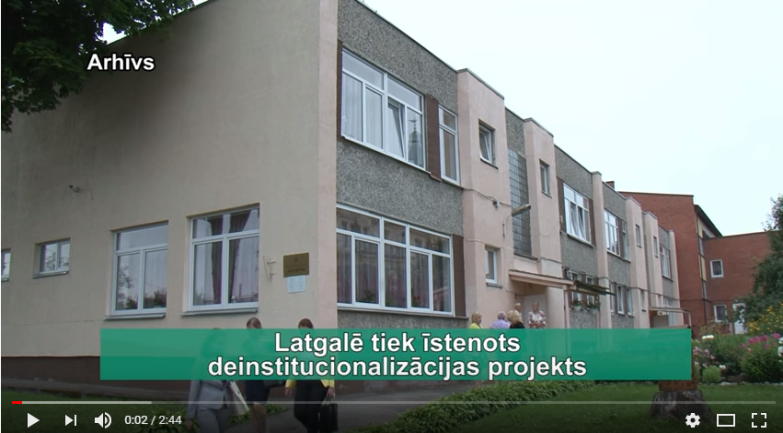 Arhīvs
Latgalē tiek īstenots
deinstitucionalizācijas projekts
0:02 / 2:44